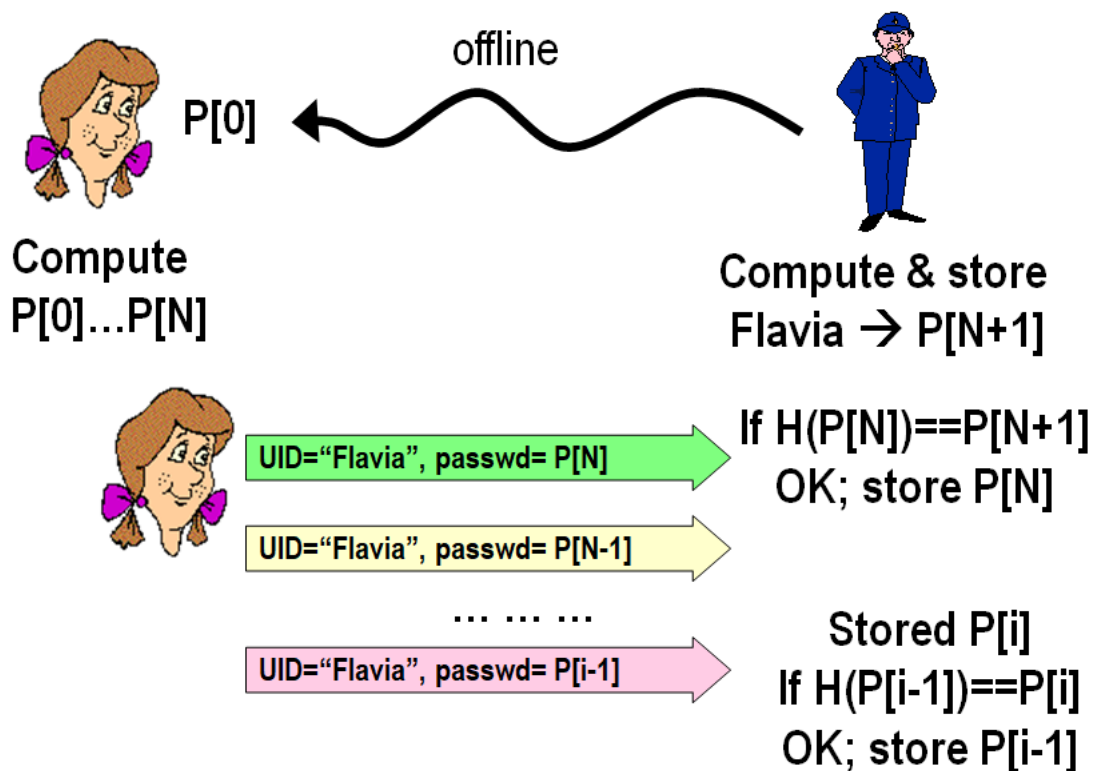 offline
P[0]
Compute
P[0]...P[N]
Compute & store
Flavia → P[N+1]
UID=“Flavia”, passwd= P[N]
If H(P[N])==P[N+1]
OK; store P[N]
UID=“Flavia”, passwd= P[N-1]
... ... ...
UID=“Flavia”, passwd= P[i-1]
Stored P[i]
If H(P[i-1])==P[i]
OK; store P[i-1]